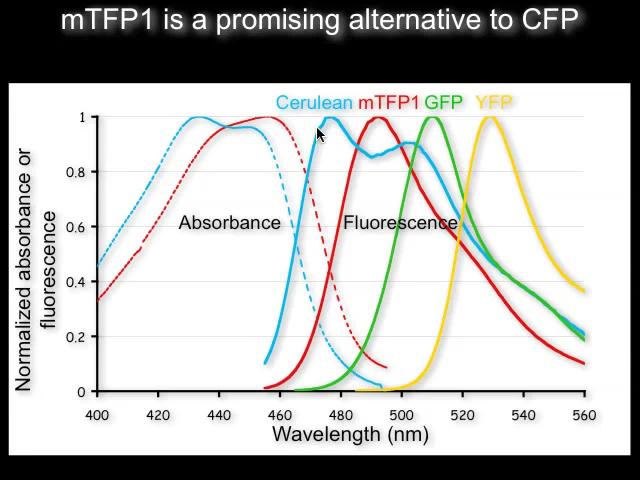 mTFP1 is a promising alternative to CFP
Cerulean mTFP1 GFP YFP
Normalized absorbance or
fluorescence
1
0.8
0.6
0.4
0.2
0
Absorbance
Fluorescence
400 420 440 460 480 500 520 540 560
Wavelength (nm)